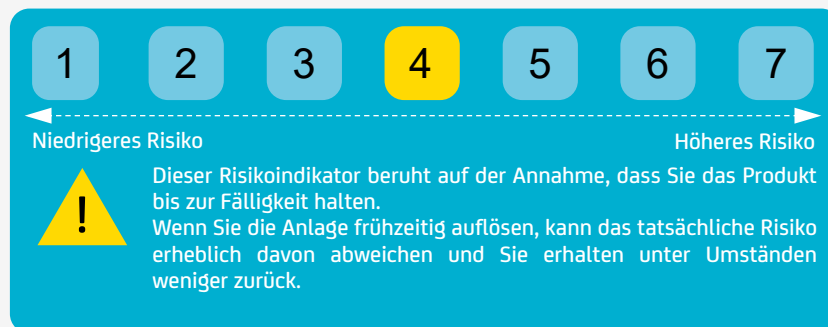 1 2 3 4 5 6 7
Niedrigeres Risiko Höheres Risiko
!
Dieser Risikoindikator beruht auf der Annahme, dass Sie das Produkt
bis zur Fälligkeit halten.
Wenn Sie die Anlage frühzeitig auflösen, kann das tatsächliche Risiko
erheblich davon abweichen und Sie erhalten unter Umständen
weniger zurück.